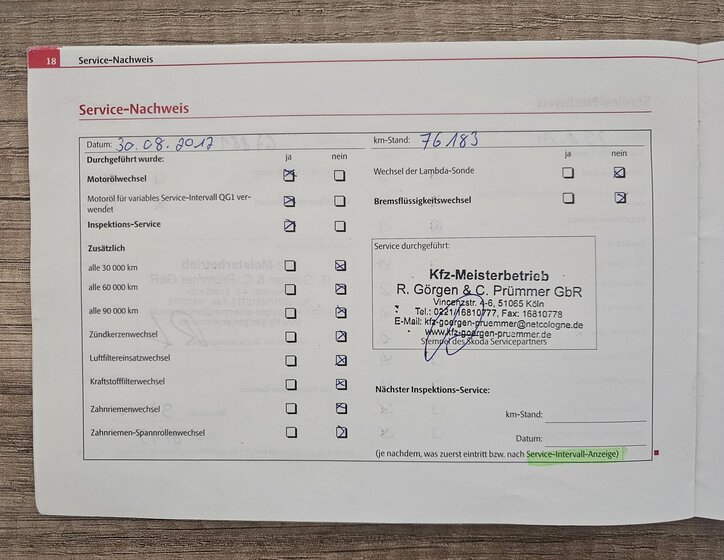 18 Service-Nachweis
Service-Nachweis
Datum: 30.08.2017
km-Stand: 76183
Durchgeführt wurde: ja nein
Motorölwechsel
Motoröl für variables Service-Intervall QG1 ver-
wendet
Inspektions-Service
Zusätzlich
alle 30 000 km
alle 60 000 km
alle 90 000 km
Zündkerzenwechsel
Luftfiltereinsatzwechsel
Kraftstofffilterwechsel
Zahnriemenwechsel
Zahnriemen-Spannrollenwechsel
ja nein
Wechsel der Lambda-Sonde
Bremsflüssigkeitswechsel
Service durchgeführt:
Kfz-Meisterbetrieb
R. Görgen & C. Prümmer GbR
Vincenzstr. 4-6, 51065 Köln
Tel.: 0221/16810777, Fax: 16810778
E-Mail: kfz-goergen-pruemmer@netcologne.de
www.kfz-goergen-pruemmer.de
Stempel des Škoda Servicepartners
Nächster Inspektions-Service:
km-Stand:
Datum:
(je nachdem, was zuerst eintritt bzw. nach Service-Intervall-Anzeige)